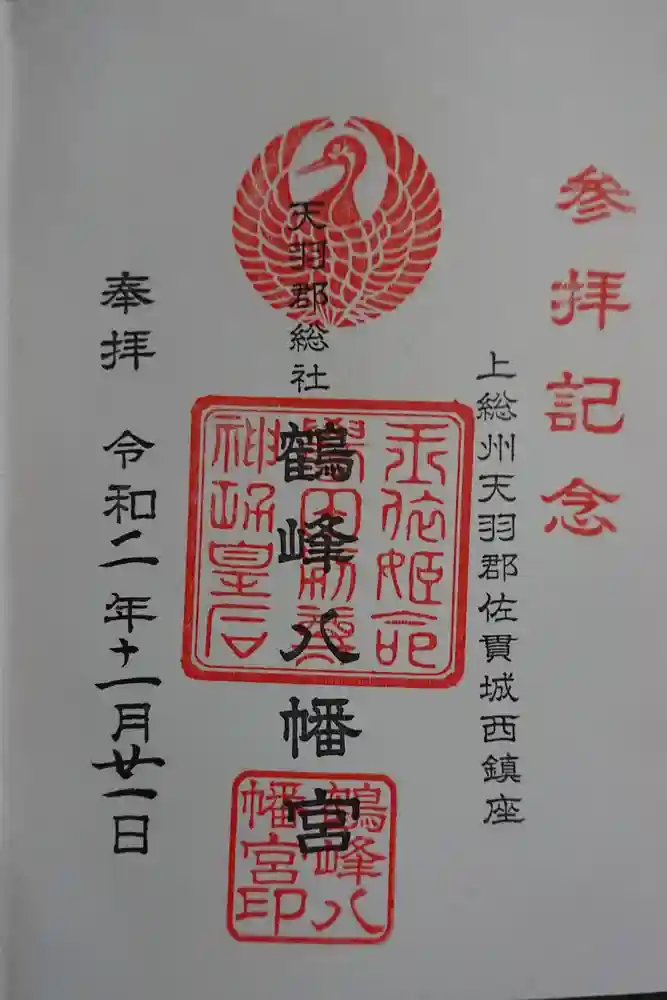 参拝記念
上総州天羽郡佐貫城西鎮座
天羽郡総社
鶴峰八幡宮
玉依姫命
誉田別尊
神功皇后
鶴峰八
幡宮印
奉拝 令和二年十一月廿一日